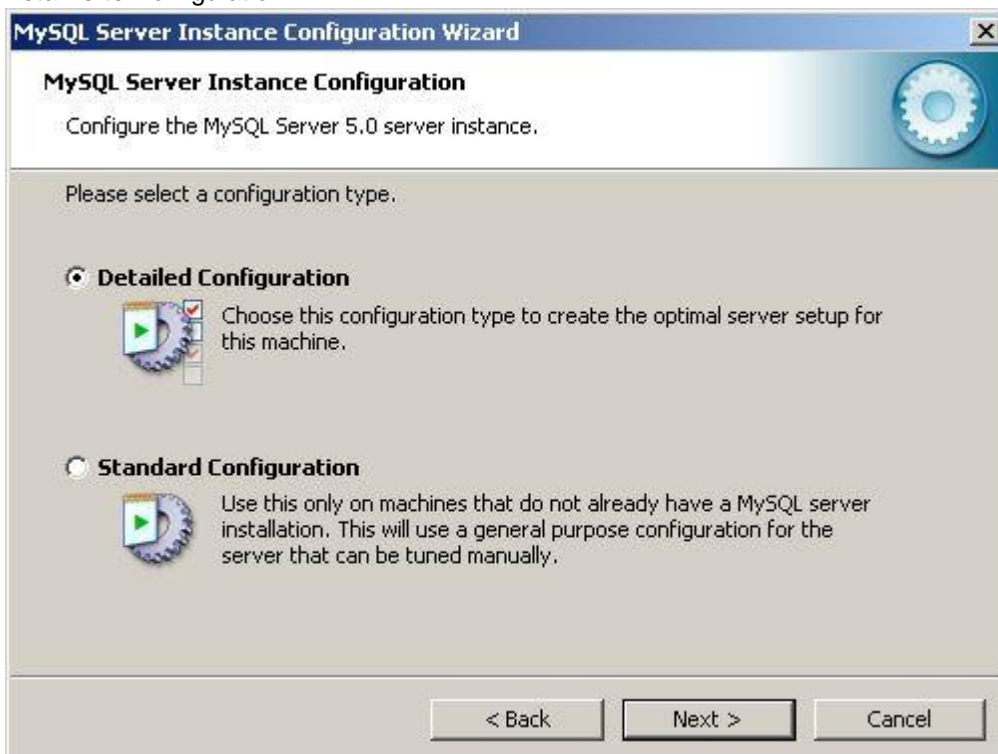 MySQL Server Instance Configuration Wizard
MySQL Server Instance Configuration
Configure the MySQL Server 5.0 server instance.
Please select a configuration type.
Detailed Configuration
Choose this configuration type to create the optimal server setup for
this machine.
Standard Configuration
Use this only on machines that do not already have a MySQL server
installation. This will use a general purpose configuration for the
server that can be tuned manually.
< Back
Next >
Cancel